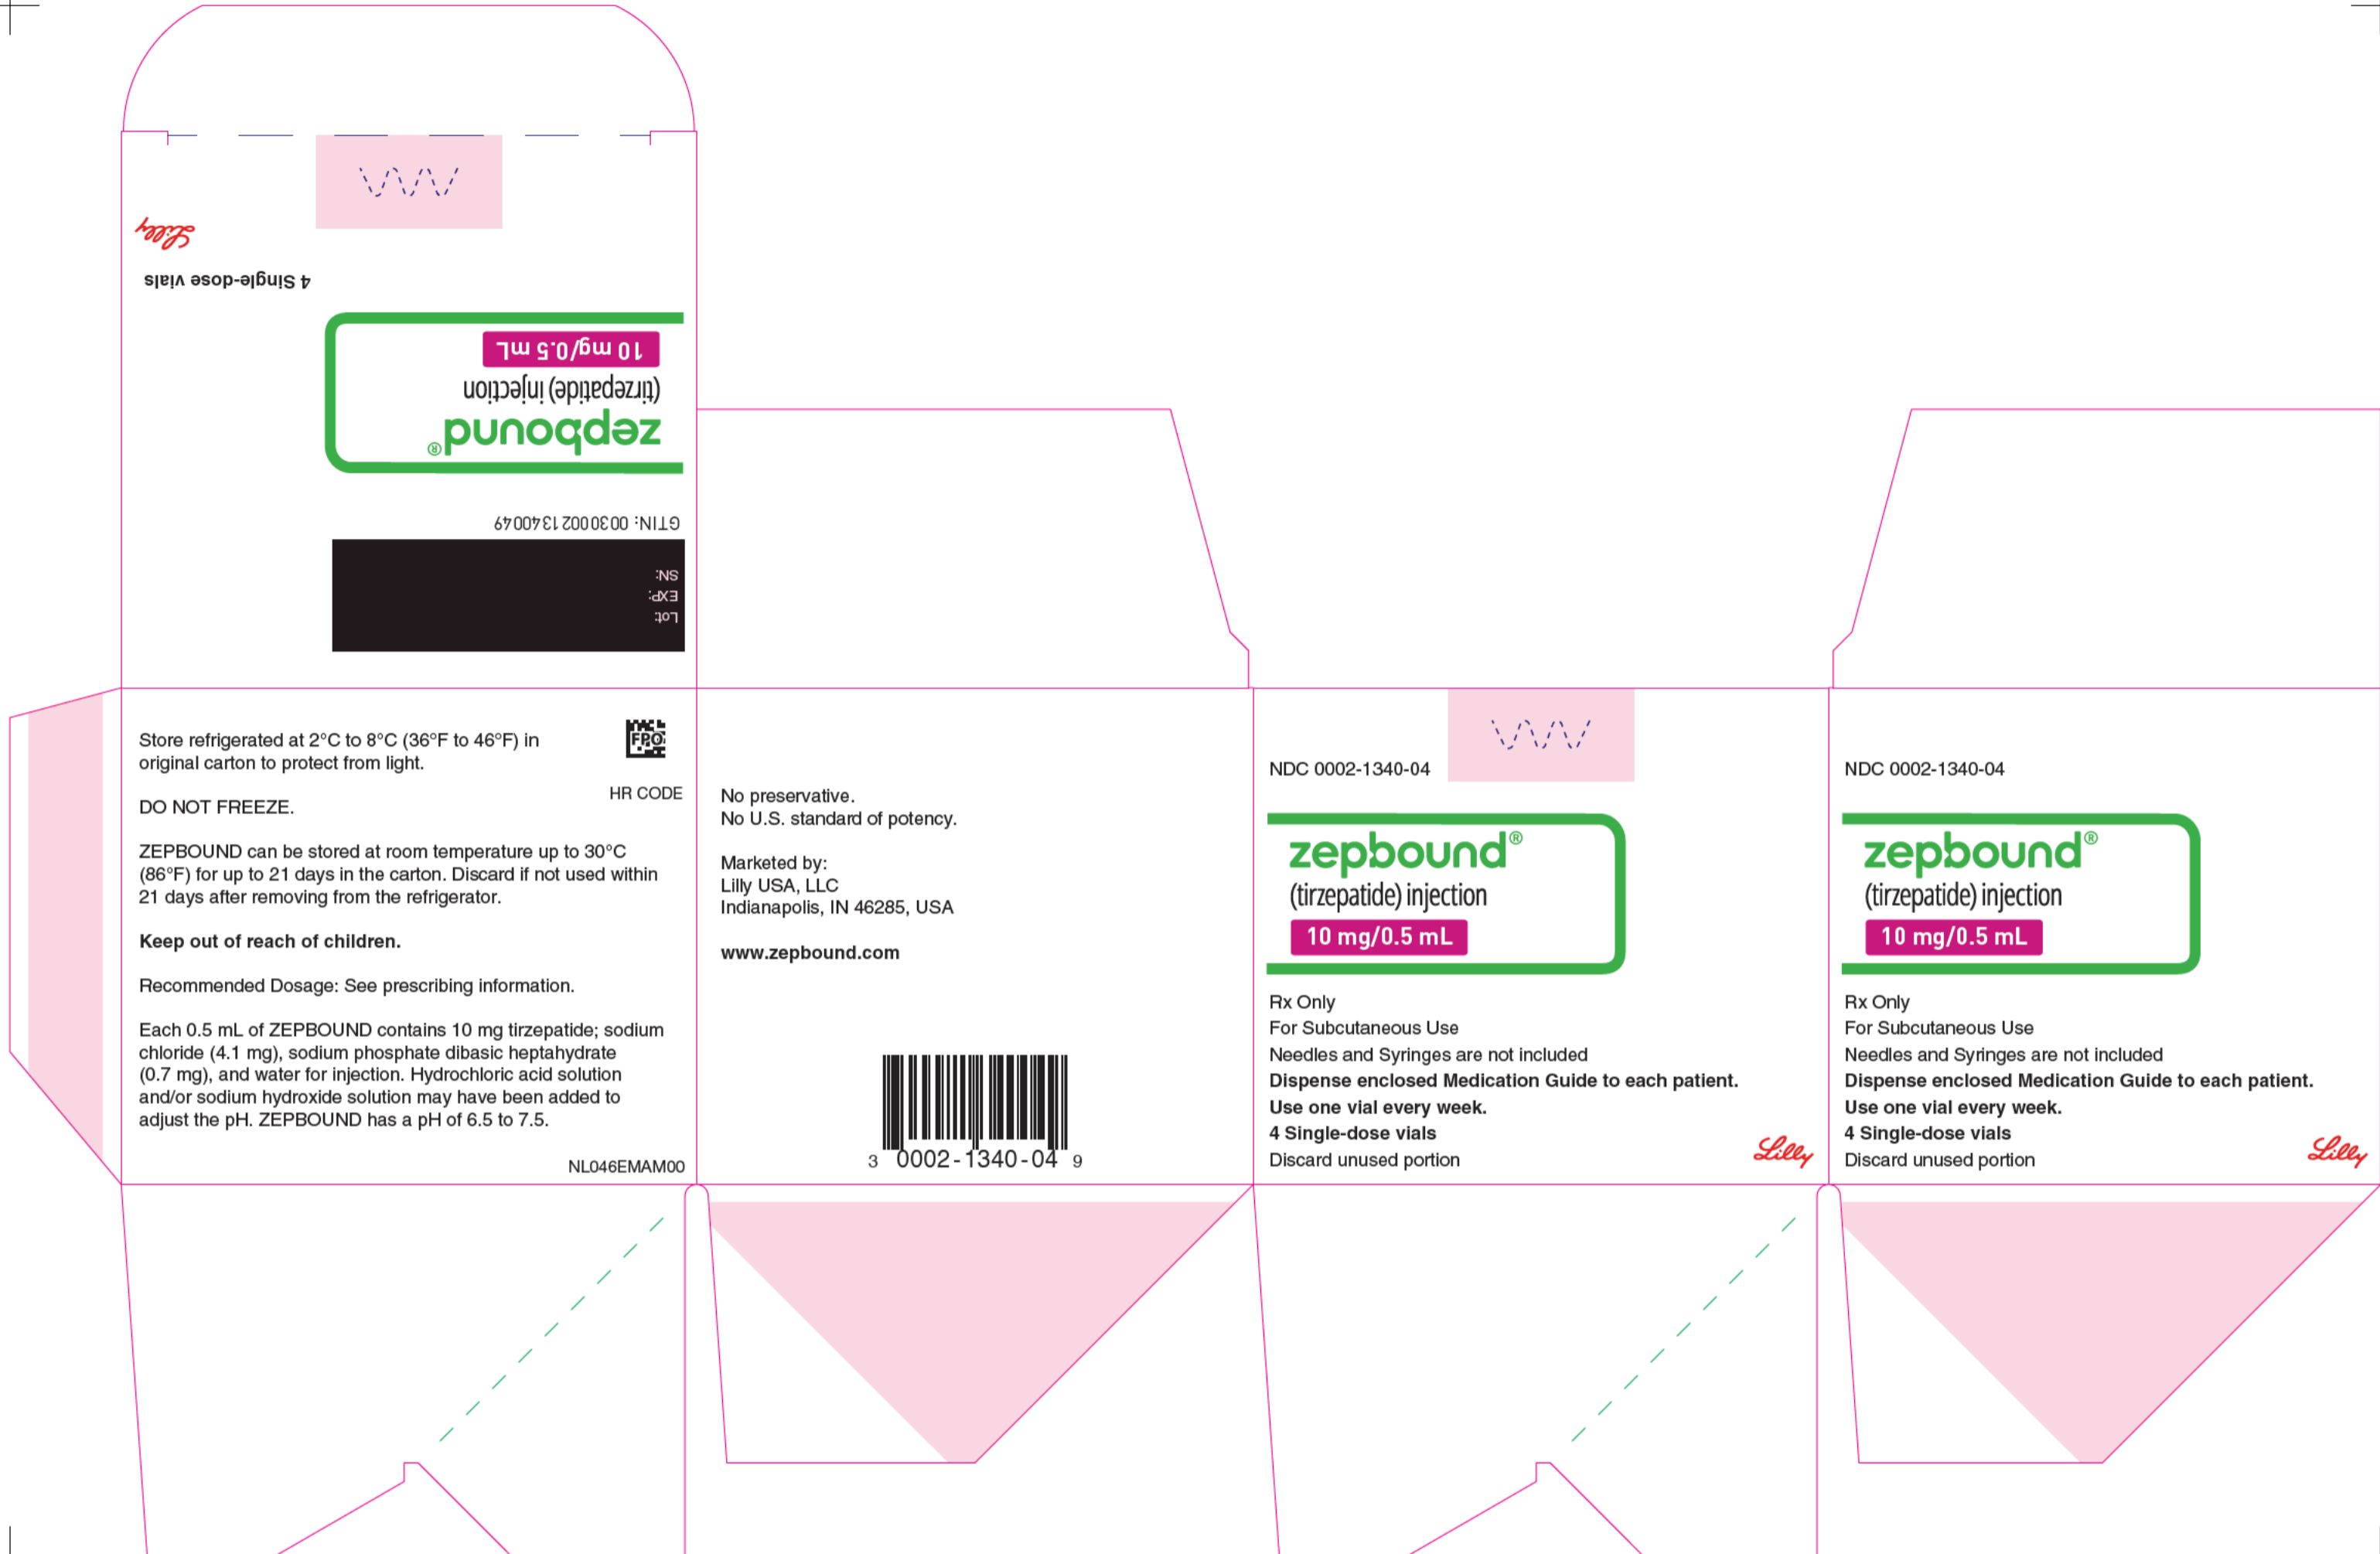 Lot:
EXP:
SN:
GTIN: 00300021340049
zepbound®
(tirzepatide) injection
10 mg/0.5 mL
4 Single-dose vials
Lilly
Store refrigerated at 2°C to 8°C (36°F to 46°F) in
original carton to protect from light.
FPO
HR CODE
DO NOT FREEZE.
ZEPBOUND can be stored at room temperature up to 30°C
(86°F) for up to 21 days in the carton. Discard if not used within
21 days after removing from the refrigerator.
Keep out of reach of children.
Recommended Dosage: See prescribing information.
Each 0.5 mL of ZEPBOUND contains 10 mg tirzepatide; sodium
chloride (4.1 mg), sodium phosphate dibasic heptahydrate
(0.7 mg), and water for injection. Hydrochloric acid solution
and/or sodium hydroxide solution may have been added to
adjust the pH. ZEPBOUND has a pH of 6.5 to 7.5.
NL046EMAM00
No preservative.
No U.S. standard of potency.
Marketed by:
Lilly USA, LLC
Indianapolis, IN 46285, USA
www.zepbound.com
3 0002-1340-04 9
NDC 0002-1340-04
zepbound®
(tirzepatide) injection
10 mg/0.5 mL
Rx Only
For Subcutaneous Use
Needles and Syringes are not included
Dispense enclosed Medication Guide to each patient.
Use one vial every week.
4 Single-dose vials
Discard unused portion
Lilly
NDC 0002-1340-04
zepbound®
(tirzepatide) injection
10 mg/0.5 mL
Rx Only
For Subcutaneous Use
Needles and Syringes are not included
Dispense enclosed Medication Guide to each patient.
Use one vial every week.
4 Single-dose vials
Discard unused portion
Lilly